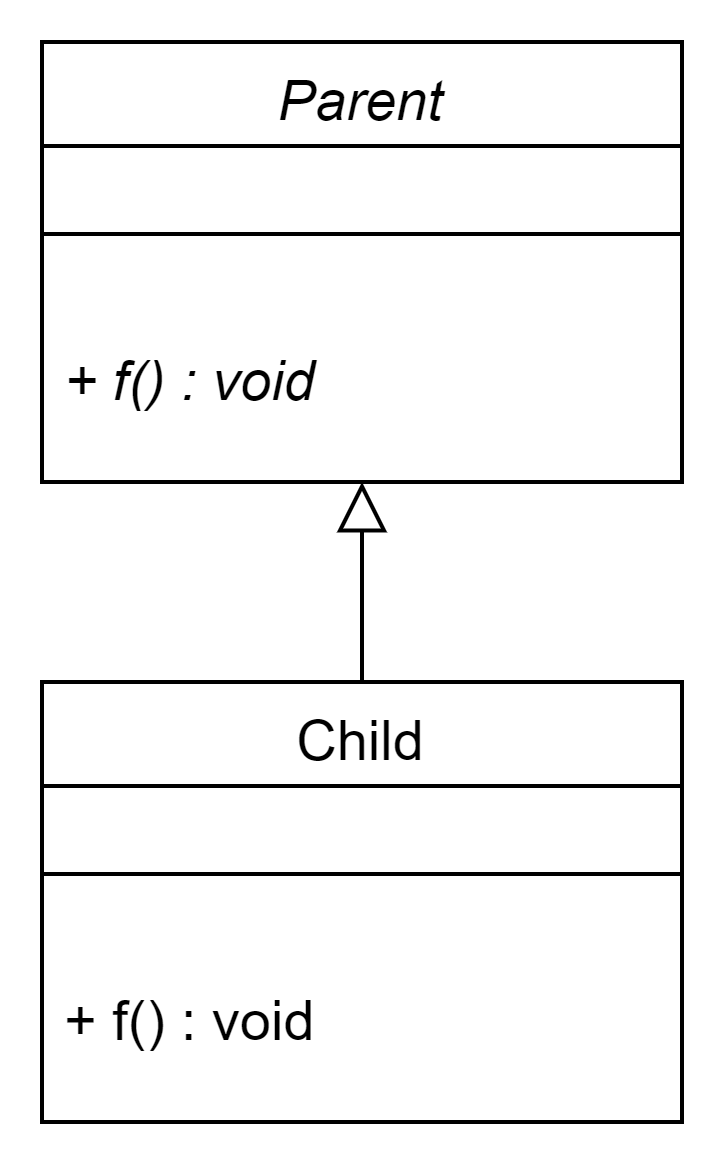 Parent
+ f() : void
Child
+ f() : void